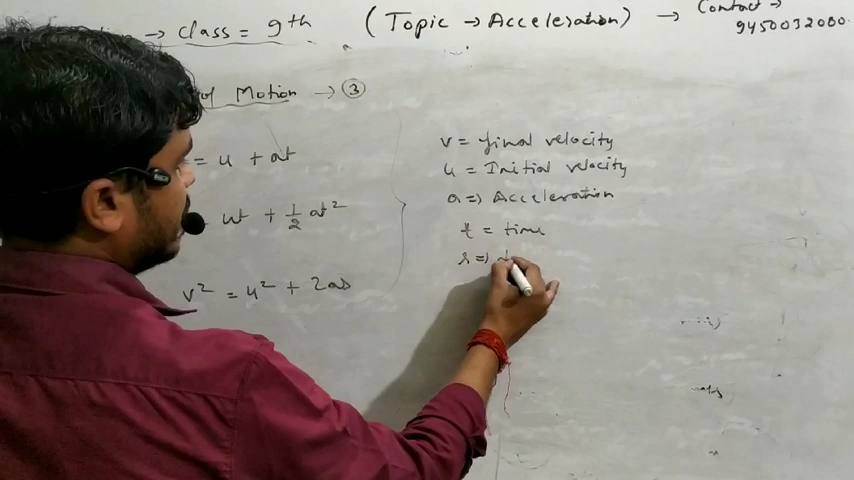 → Class = 9th (Topic → Acceleration) → Contact →
9450032000
of Motion → ③
= u + at
ut + 1/2 at²
v² = u² + 2as
v = final velocity
u = Initial velocity
a => Acceleration
t = time
s => d